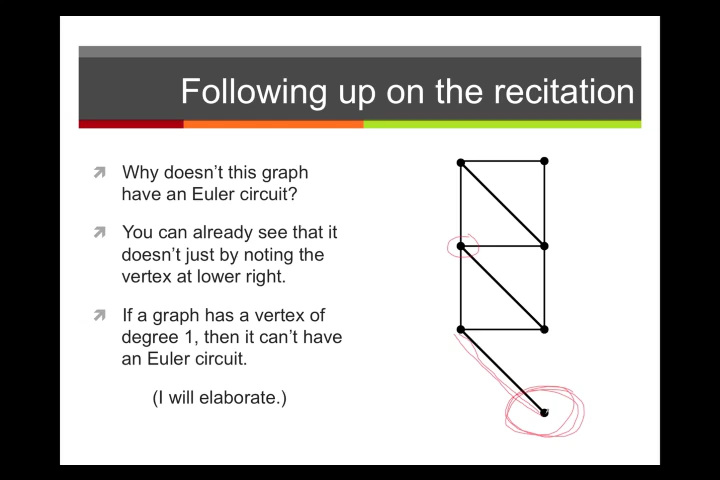 Following up on the recitation
Why doesn't this graph
have an Euler circuit?
You can already see that it
doesn't just by noting the
vertex at lower right.
If a graph has a vertex of
degree 1, then it can't have
an Euler circuit.
(I will elaborate.)